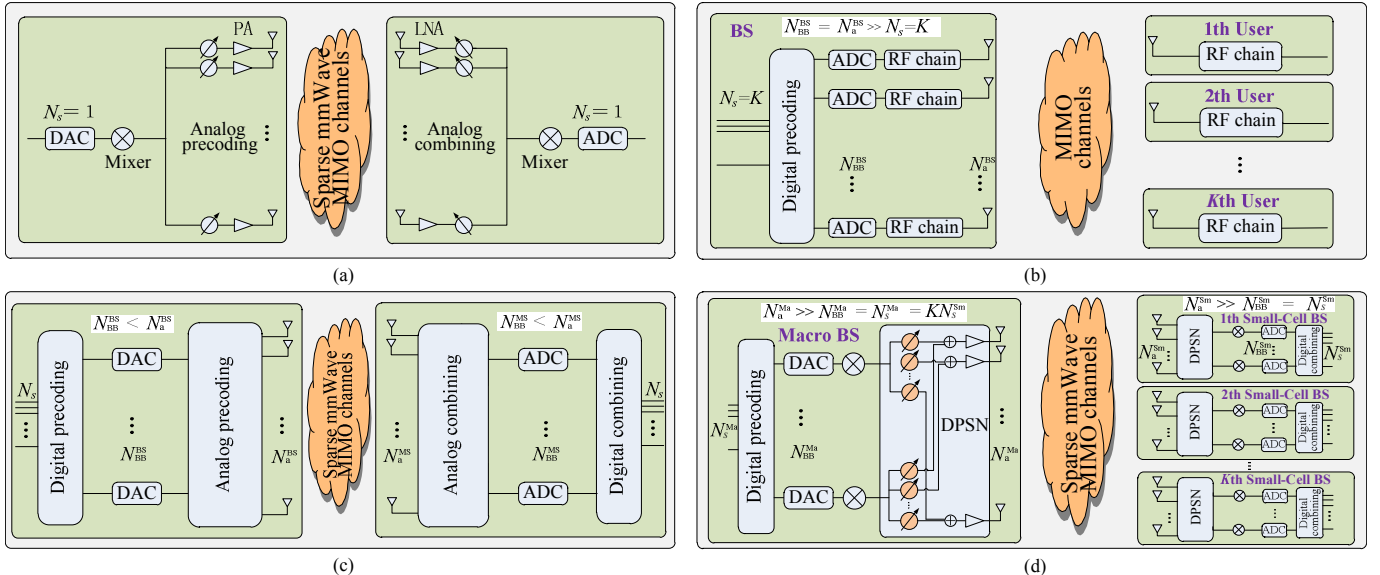 PA
LNA
N_s = 1
DAC
Mixer
Analog
precoding
Sparse mmWave
MIMO channels
Analog
combining
Mixer
N_s = 1
ADC
(a)
BS
N_BB^BS = N_a^BS >> N_s = K
N_s = K
Digital precoding
ADC
RF chain
ADC
RF chain
N_BB^BS
N_a^BS
ADC
RF chain
MIMO
channels
1th User
RF chain
2th User
RF chain
Kth User
RF chain
(b)
N_BB^BS < N_a^BS
N_s
Digital precoding
DAC
N_BB^BS
DAC
Analog precoding
N_a^BS
Sparse mmWave
MIMO channels
N_BB^MS < N_a^MS
N_a^MS
Analog combining
ADC
N_BB^MS
ADC
Digital combining
N_s
(c)
N_a^Ma >> N_BB^Ma = N_s^Ma = KN_s^Sm
Macro BS
N_s^Ma
Digital precoding
DAC
N_BB^Ma
DAC
DPSN
N_a^Ma
Sparse mmWave
MIMO channels
N_a^Sm >> N_BB^Sm = N_s^Sm
1th Small-Cell BS
N_a^Sm
DPSN
ADC
N_BB^Sm
ADC
Digital
combining
N_s^Sm
2th Small-Cell BS
DPSN
ADC
ADC
Digital
combining
Kth Small-Cell BS
DPSN
ADC
ADC
Digital
combining
(d)